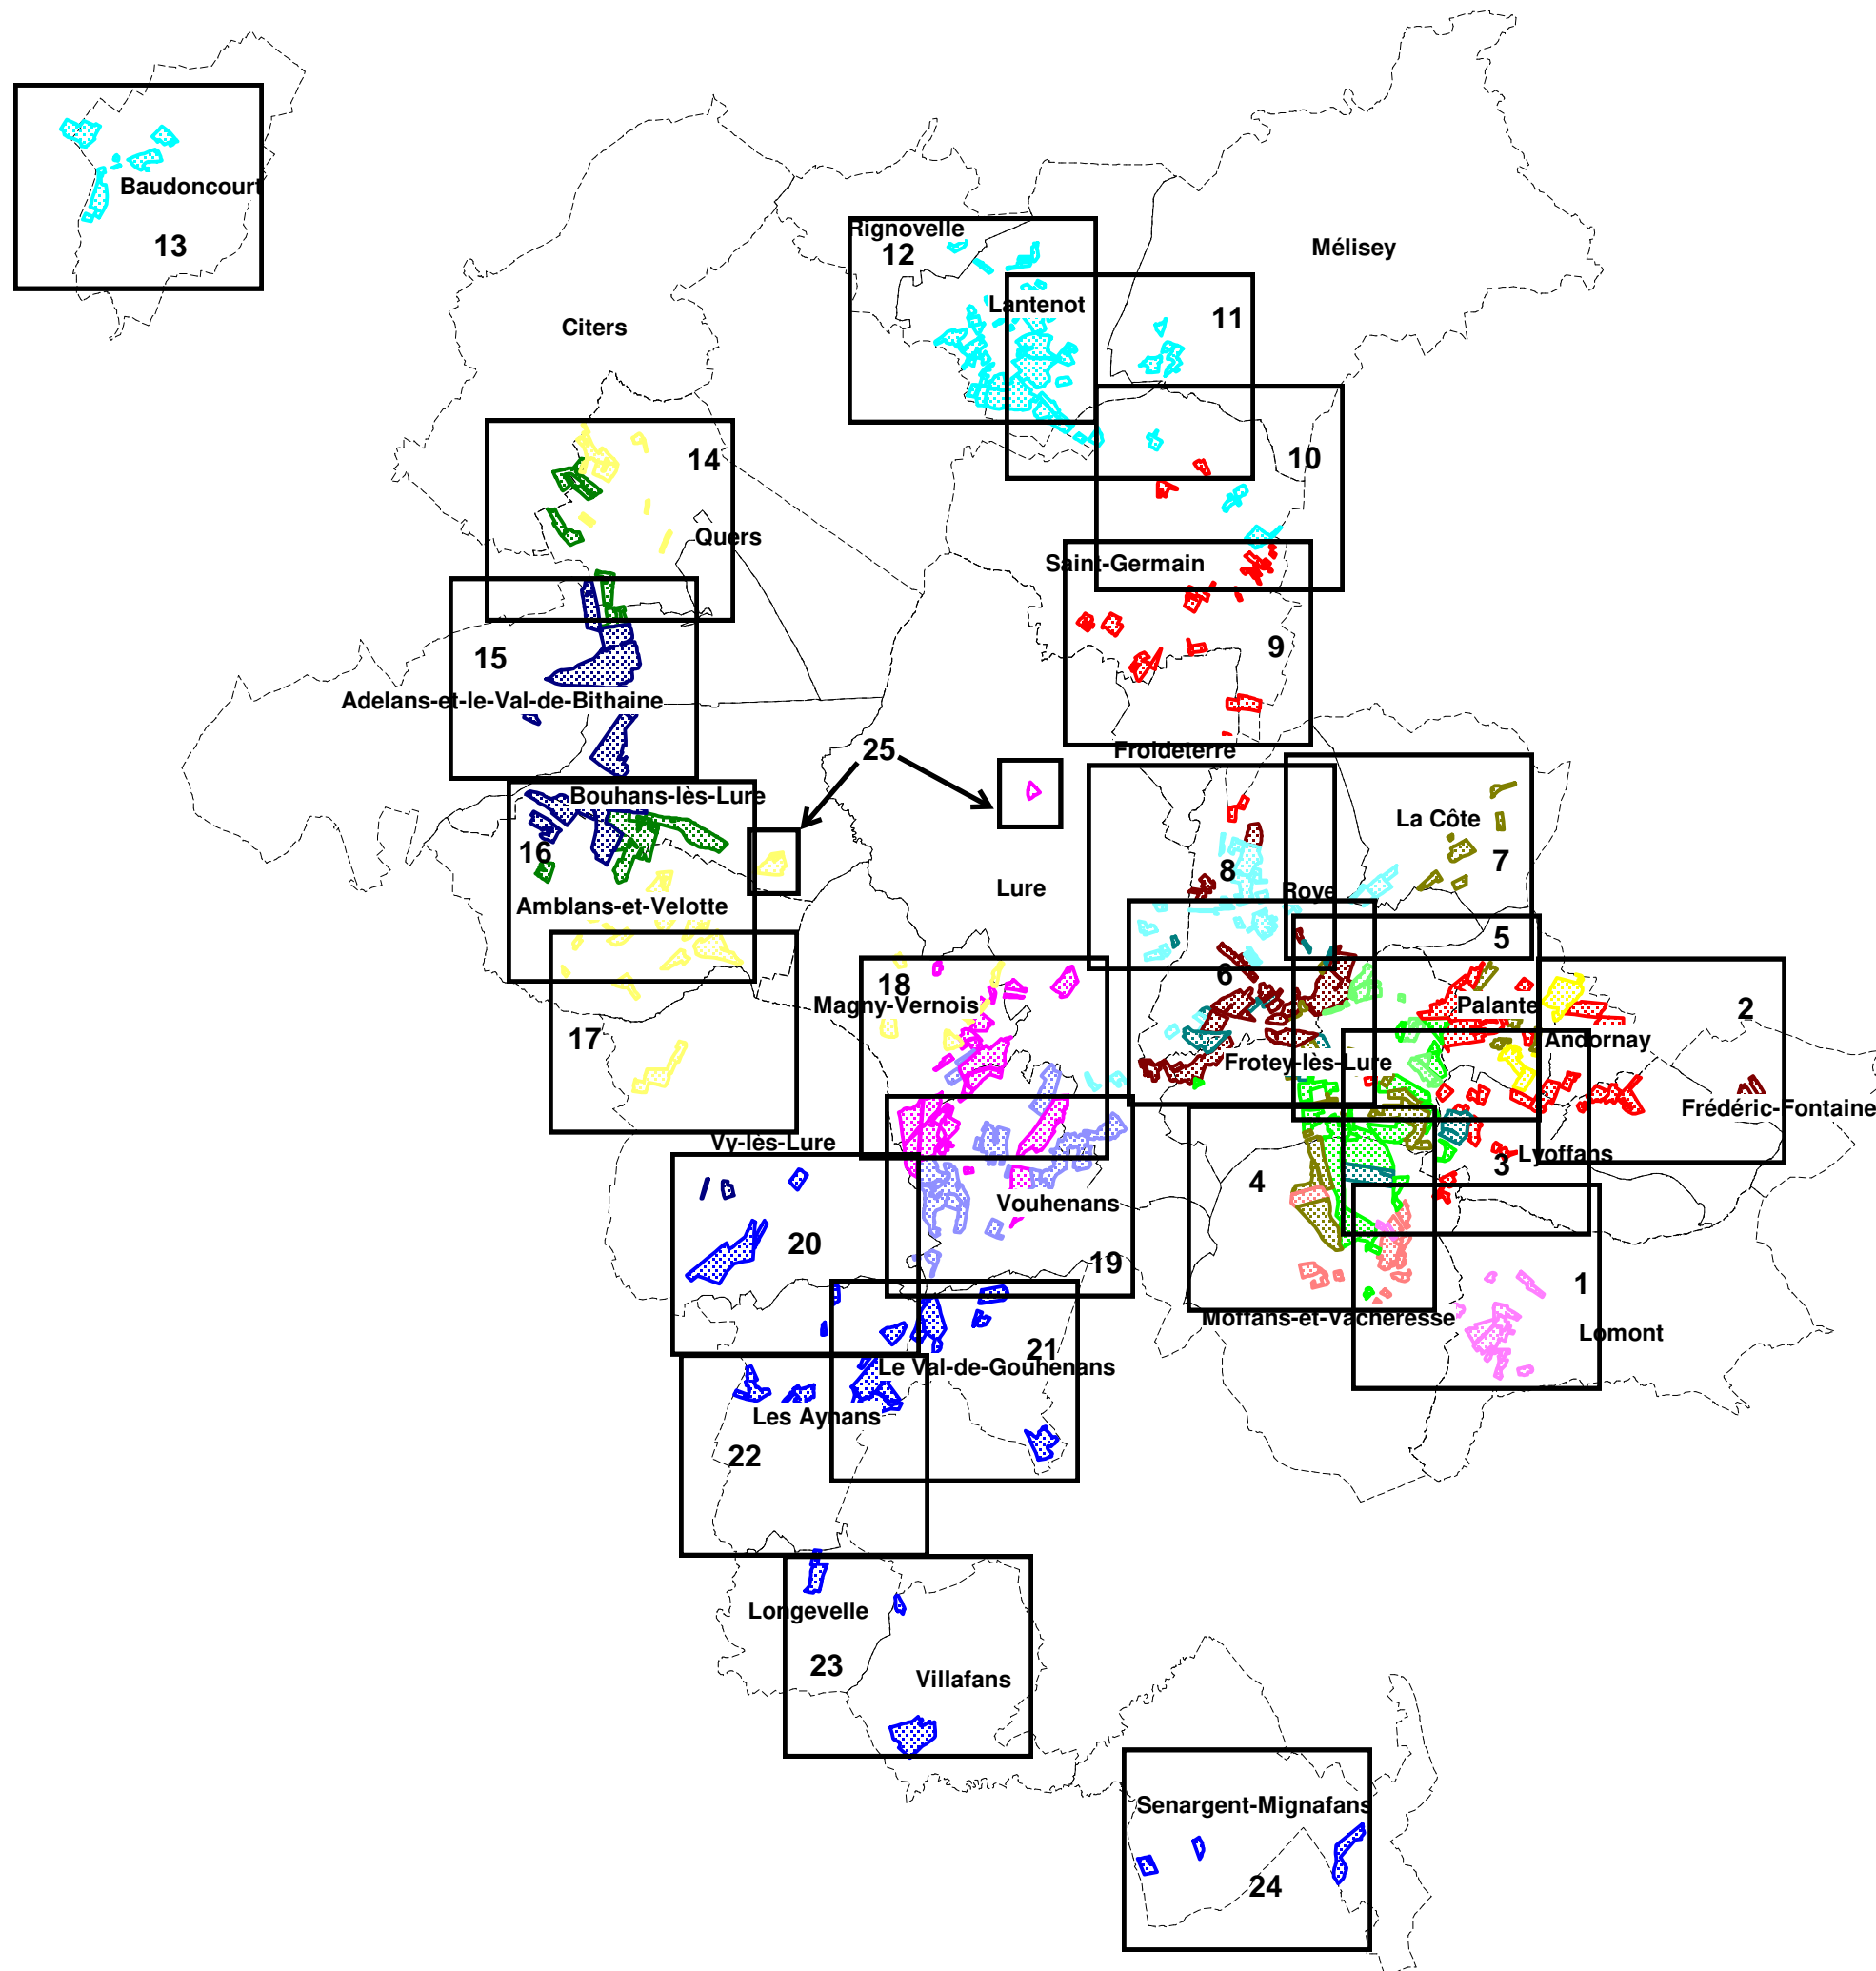 Baudoncourt
13
Rignovelle
12
Mélisey
Lantenot
11
Citers
14
10
Quers
Saint-Germain
15
9
Adelans-et-le-Val-de-Bithaine
25
Froideterre
Bouhans-lès-Lure
La Côte
16
7
8
Lure
Roye
Amblans-et-Velotte
5
6
18
Magny-Vernois
Palante
2
17
Andornay
Frotey-lès-Lure
Frédéric-Fontaine
Vy-lès-Lure
Lyoffans
3
4
Vouhenans
20
19
1
Moffans-et-Vacheresse
Lomont
21
Le Val-de-Gouhenans
Les Aynans
22
Longevelle
23
Villafans
Senargent-Mignafans
24